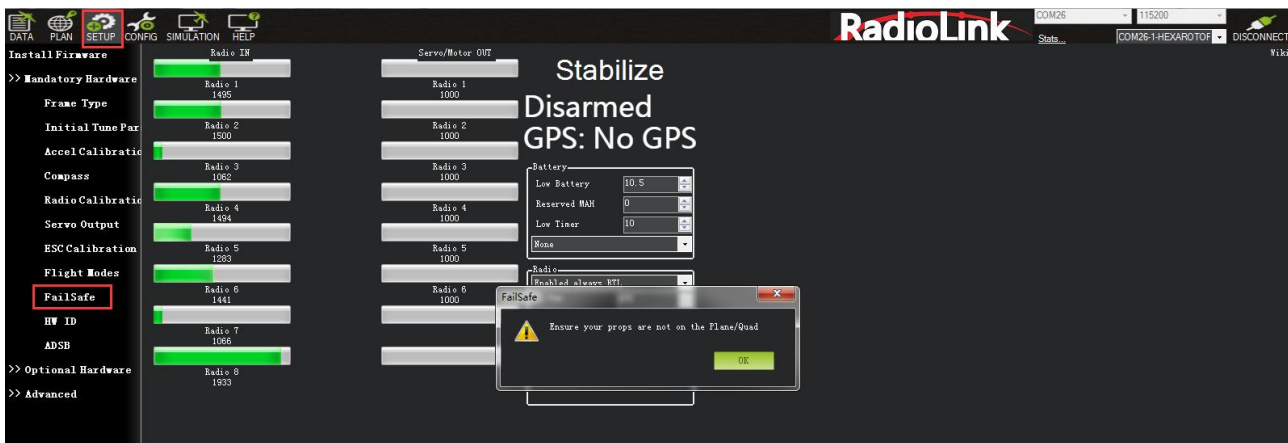 DATA PLAN SETUP CONFIG SIMULATION HELP
RadioLink
COM26 115200
Stats...
COM26-1-HEXAROTOF
DISCONNECT
Install Firmware
>> Mandatory Hardware
Frame Type
Initial Tune Par
Accel Calibratio
Compass
Radio Calibratio
Servo Output
ESC Calibration
Flight Modes
FailSafe
HW ID
ADSB
>> Optional Hardware
>> Advanced
Radio IN
Radio 1
1495
Radio 2
1500
Radio 3
1062
Radio 4
1494
Radio 5
1283
Radio 6
1441
Radio 7
1066
Radio 8
1933
Servo/Motor OUT
Radio 1
1000
Radio 2
1000
Radio 3
1000
Radio 4
1000
Radio 5
1000
Radio 6
1000
Stabilize
Disarmed
GPS: No GPS
Battery
Low Battery 10.5
Reserved MAH 0
Low Timer 10
None
Radio
Enabled always RTL
FailSafe
Ensure your props are not on the Plane/Quad
OK
Wiki